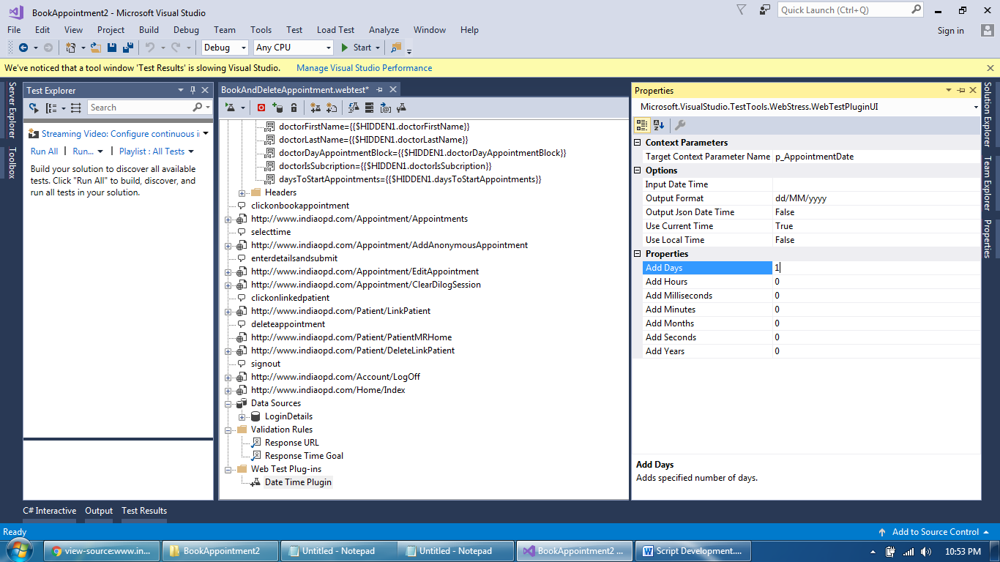 BookAppointment2 - Microsoft Visual Studio
Quick Launch (Ctrl+Q)
File Edit View Project Build Debug Team Tools Test Load Test Analyze Window Help
Sign in
Debug Any CPU Start
We've noticed that a tool window 'Test Results' is slowing Visual Studio. Manage Visual Studio Performance
Server Explorer
Toolbox
Test Explorer
Search
Streaming Video: Configure continuous i
Run All | Run... | Playlist : All Tests
Build your solution to discover all available
tests. Click "Run All" to build, discover, and
run all tests in your solution.
BookAndDeleteAppointment.webtest*
doctorFirstName={{$HIDDEN1.doctorFirstName}}
doctorLastName={{$HIDDEN1.doctorLastName}}
doctorDayAppointmentBlock={{$HIDDEN1.doctorDayAppointmentBlock}}
doctorIsSubcription={{$HIDDEN1.doctorIsSubcription}}
daysToStartAppointments={{$HIDDEN1.daysToStartAppointments}}
Headers
clickonbookappointment
http://www.indiaopd.com/Appointment/Appointments
selecttime
http://www.indiaopd.com/Appointment/AddAnonymousAppointment
enterdetailsandsubmit
http://www.indiaopd.com/Appointment/EditAppointment
http://www.indiaopd.com/Appointment/ClearDilogSession
clickonlinkedpatient
http://www.indiaopd.com/Patient/LinkPatient
deleteappointment
http://www.indiaopd.com/Patient/PatientMRHome
http://www.indiaopd.com/Patient/DeleteLinkPatient
signout
http://www.indiaopd.com/Account/LogOff
http://www.indiaopd.com/Home/Index
Data Sources
LoginDetails
Validation Rules
Response URL
Response Time Goal
Web Test Plug-ins
Date Time Plugin
Properties
Microsoft.VisualStudio.TestTools.WebStress.WebTestPluginUI
Context Parameters
Target Context Parameter Name p_AppointmentDate
Options
Input Date Time
Output Format dd/MM/yyyy
Output Json Date Time False
Use Current Time True
Use Local Time False
Properties
Add Days 1
Add Hours 0
Add Milliseconds 0
Add Minutes 0
Add Months 0
Add Seconds 0
Add Years 0
Add Days
Adds specified number of days.
Solution Explorer
Team Explorer
Properties
C# Interactive Output Test Results
Ready
Add to Source Control
view-source:www.in... BookAppointment2 Untitled - Notepad Untitled - Notepad BookAppointment2 ... Script Development.... 10:53 PM